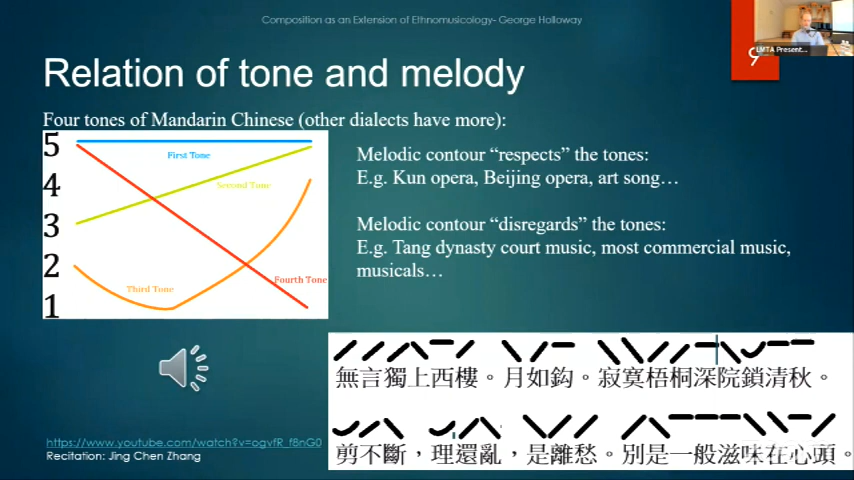 Composition as an Extension of Ethnomusicology- George Holloway
LMTA Present...
9
Relation of tone and melody
Four tones of Mandarin Chinese (other dialects have more):
5
First Tone
4
Second Tone
3
2
Third Tone
Fourth Tone
1
Melodic contour “respects” the tones:
E.g. Kun opera, Beijing opera, art song…
Melodic contour “disregards” the tones:
E.g. Tang dynasty court music, most commercial music,
musicals…
無言獨上西樓。月如鈎。寂寞梧桐深院鎖清秋。
剪不斷，理還亂，是離愁。別是一般滋味在心頭。
https://www.youtube.com/watch?v=ogvfR_f8nG0
Recitation: Jing Chen Zhang